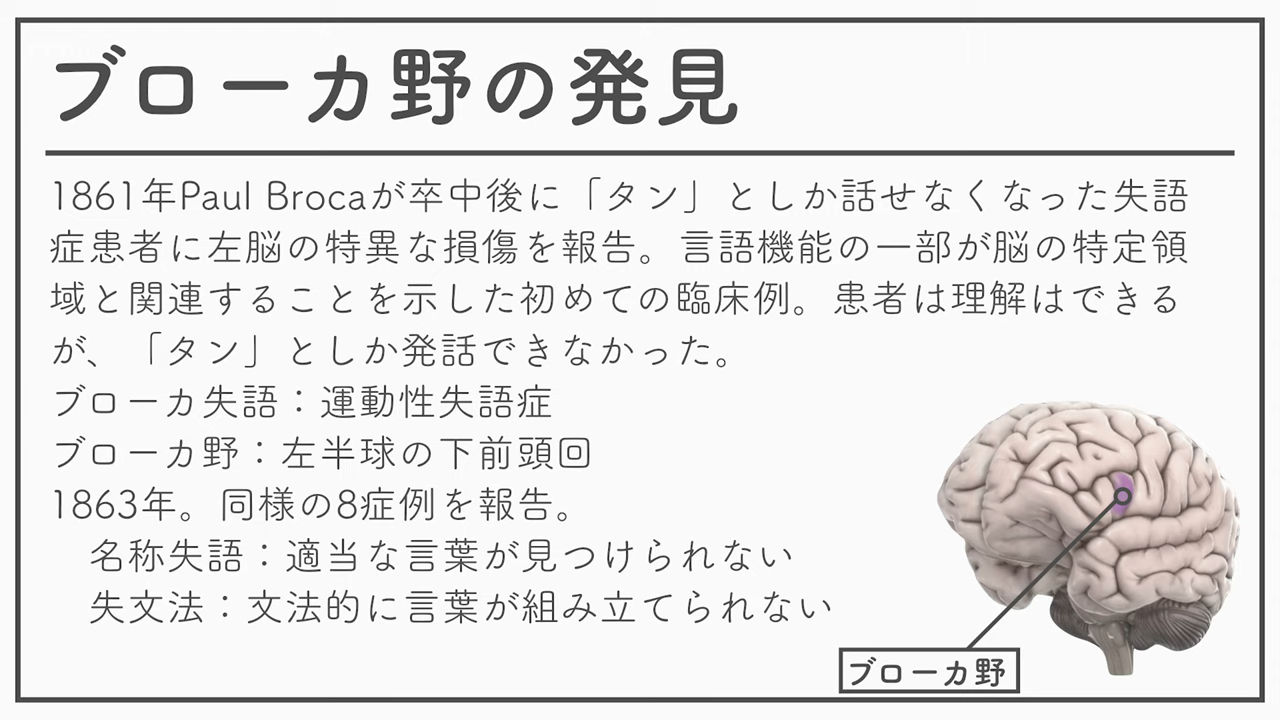 ブローカ野の発見
1861年Paul Brocaが卒中後に「タン」としか話せなくなった失語
症患者に左脳の特異な損傷を報告。言語機能の一部が脳の特定領
域と関連することを示した初めての臨床例。患者は理解はできる
が、「タン」としか発話できなかった。
ブローカ失語：運動性失語症
ブローカ野：左半球の下前頭回
1863年。同様の8症例を報告。
名称失語：適当な言葉が見つけられない
失文法：文法的に言葉が組み立てられない
ブローカ野